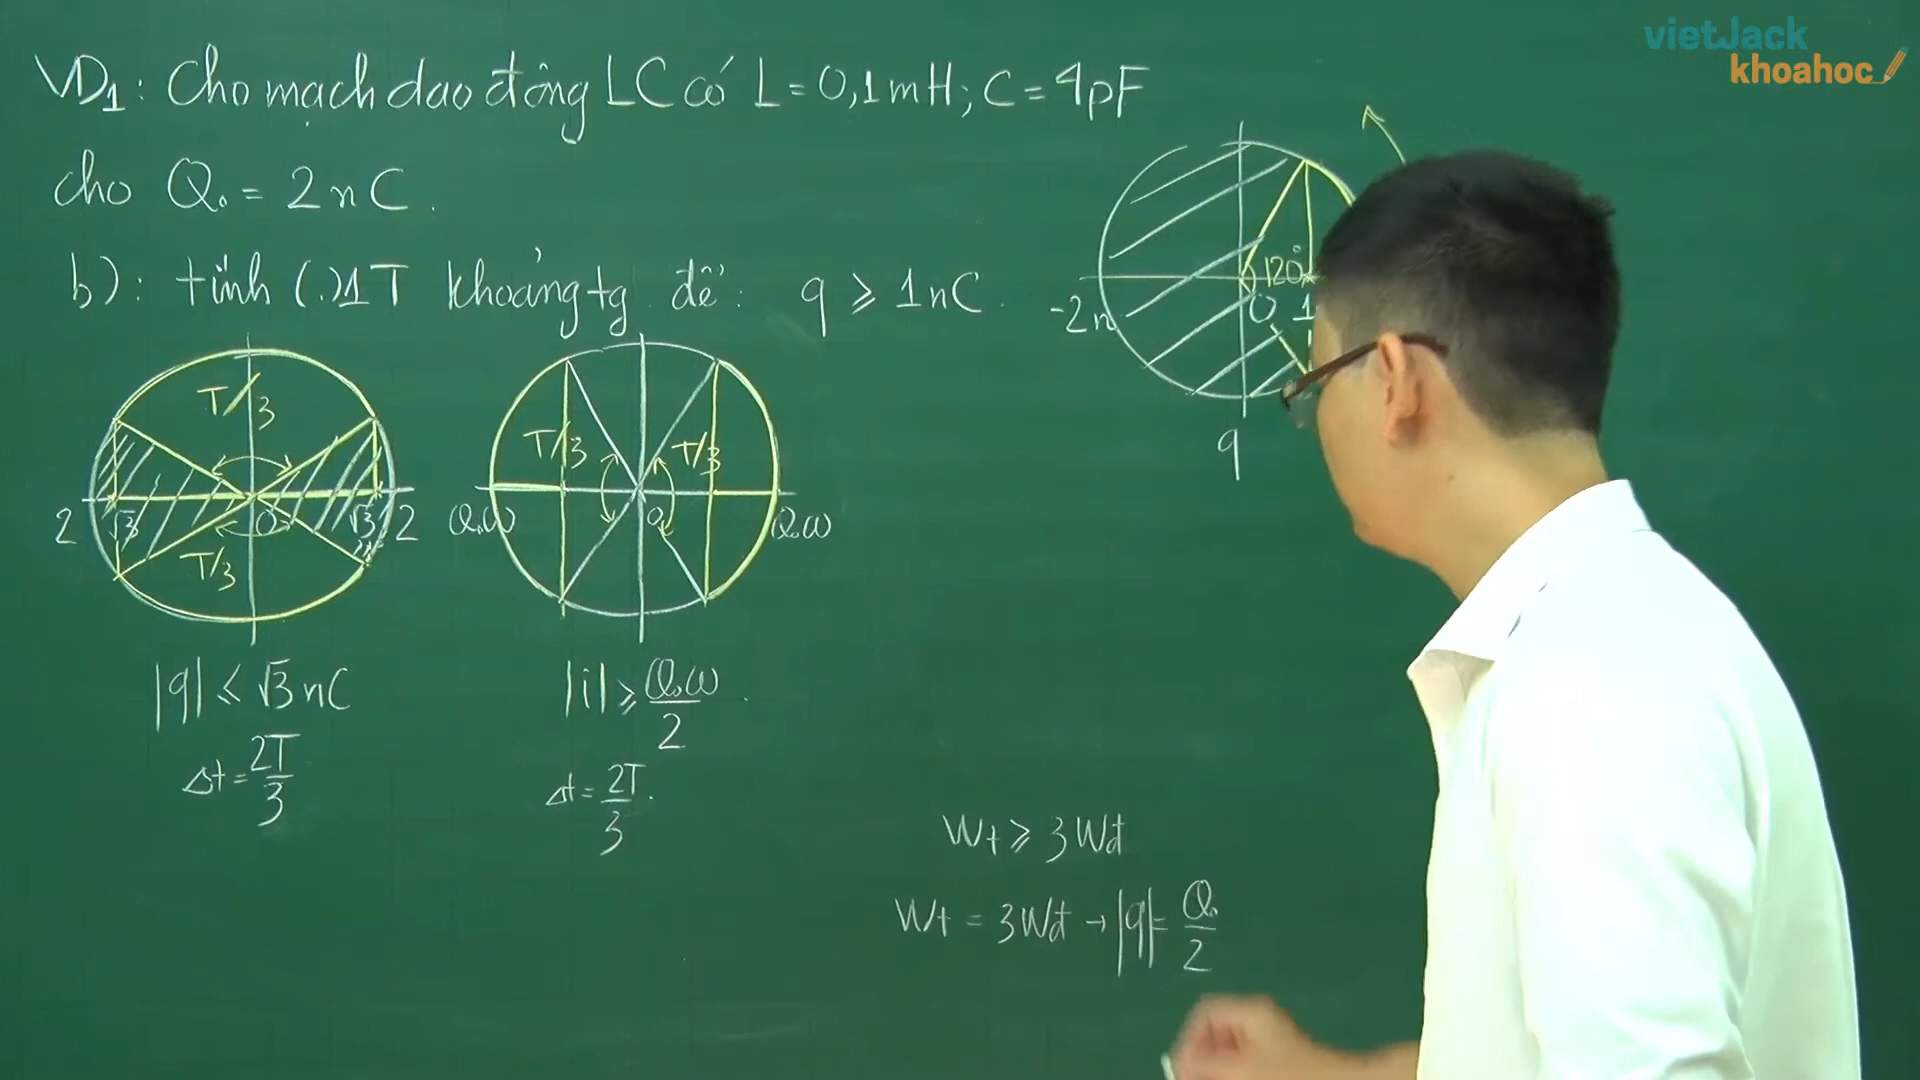 vietJack
khoahoc
VD₁: Cho mạch dao động LC có L = 0,1mH; C = 4pF
cho Q₀ = 2nC.
b): tính (.) 1T khoảng tg để: q ⩾ 1nC.
-2n 120° 0 1
q
T/3
2 √3 O √3 2
T/3
|q| ⩽ √3 nC
Δt = 2T/3
T/3 T/3
Q₀ω O Q₀ω
|i| ⩾ Q₀ω/2.
Δt = 2T/3.
Wt ⩾ 3Wđ
Wt = 3Wđ → |q| = Q₀/2